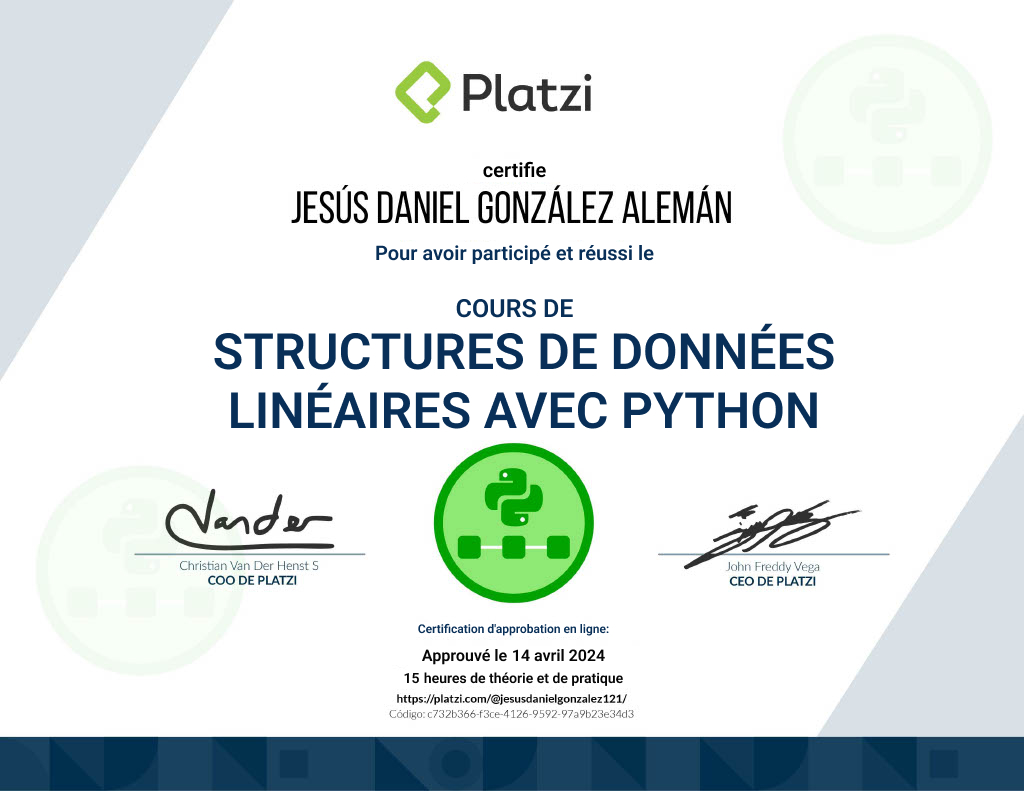 Platzi
certifie
JESÚS DANIEL GONZÁLEZ ALEMÁN
Pour avoir participé et réussi le
COURS DE
STRUCTURES DE DONNÉES
LINÉAIRES AVEC PYTHON
Vander
Christian Van Der Henst S
COO DE PLATZI
John Freddy Vega
CEO DE PLATZI
Certification d'approbation en ligne:
Approuvé le 14 avril 2024
15 heures de théorie et de pratique
https://platzi.com/@jesusdanielgonzalez121/
Código: c732b366-f3ce-4126-9592-97a9b23e34d3